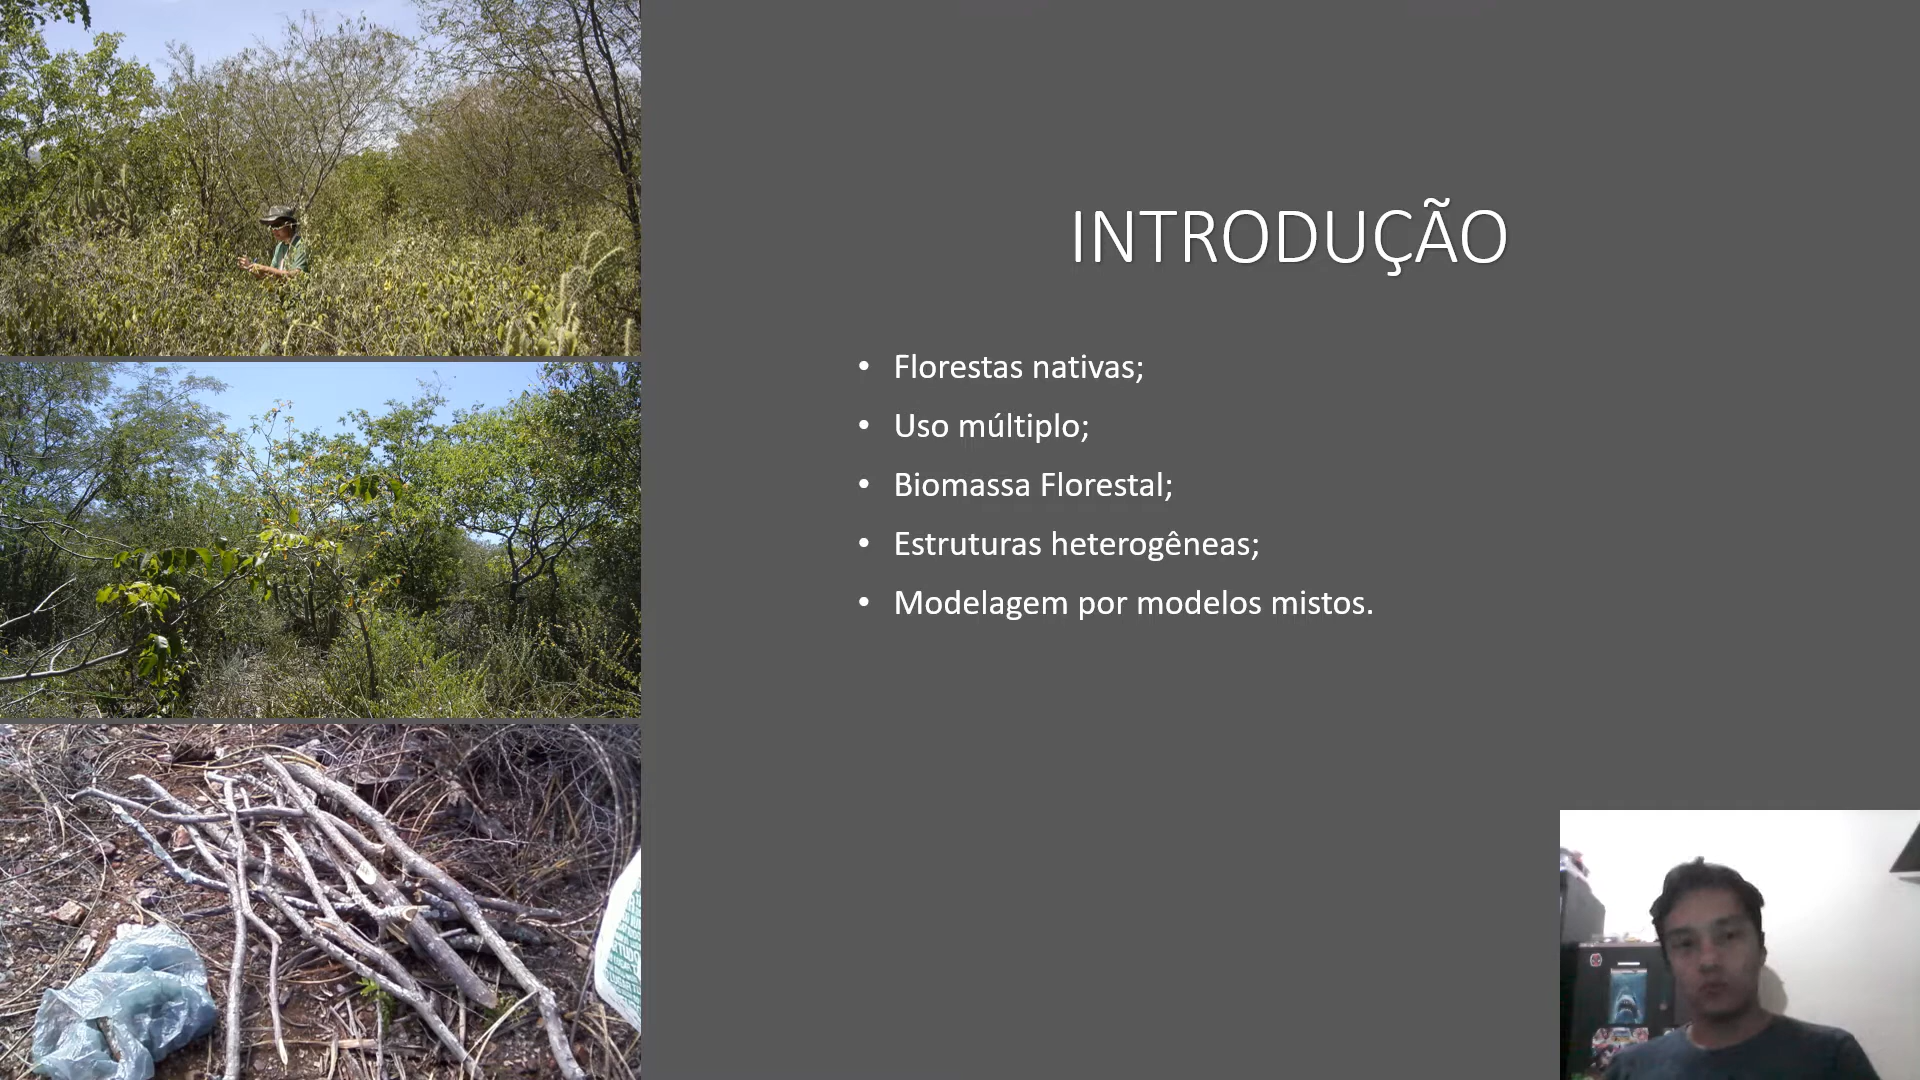 INTRODUÇÃO
• Florestas nativas;
• Uso múltiplo;
• Biomassa Florestal;
• Estruturas heterogêneas;
• Modelagem por modelos mistos.